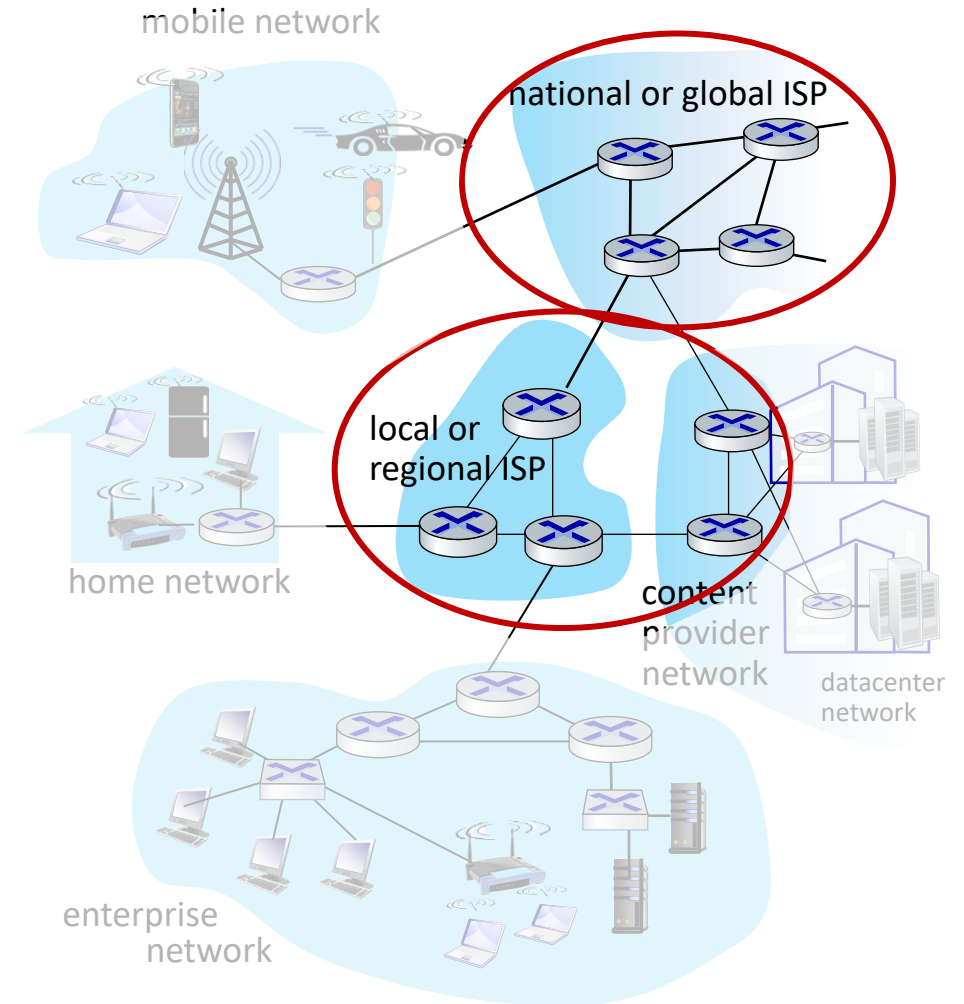 mobile network
national or global ISP
local or
regional ISP
home network
content
provider
network
datacenter
network
enterprise
network